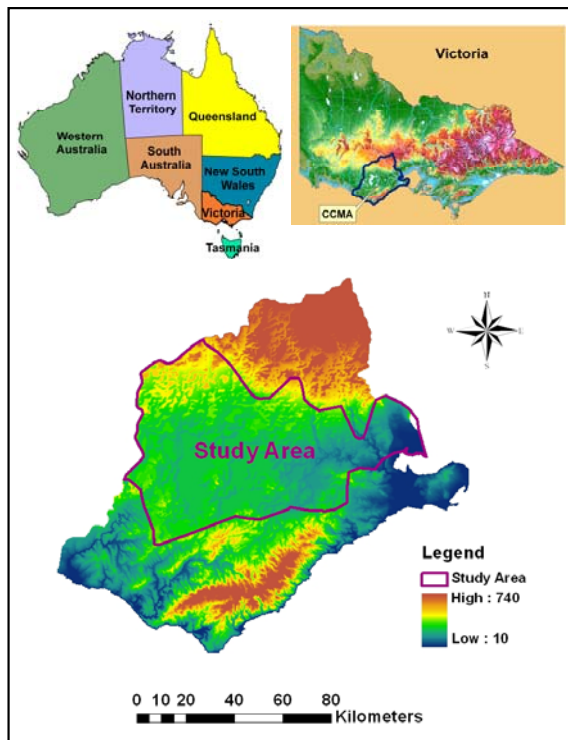 Northern
Territory
Queensland
Western
Australia
South
Australia
New South
Wales
Victoria
Tasmania
Victoria
CCMA
N
W
E
S
Study Area
Legend
Study Area
High : 740
Low : 10
0 10 20 40 60 80
Kilometers